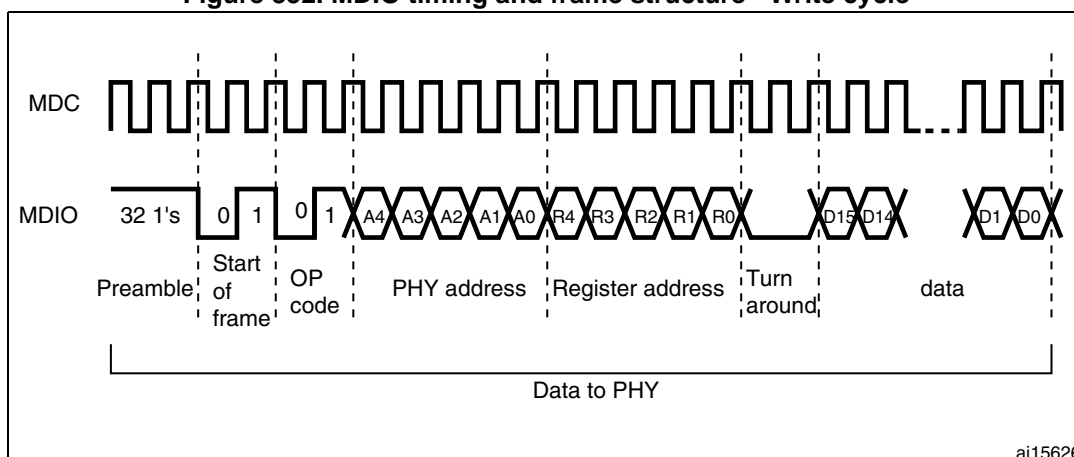 Figure 352. MDIO timing and frame structure - Write cycle
MDC
MDIO
32 1's 0 1 0 1 A4 A3 A2 A1 A0 R4 R3 R2 R1 R0 D15 D14 D1 D0
Preamble
Start
of
frame
OP
code
PHY address
Register address
Turn
around
data
Data to PHY
ai15626